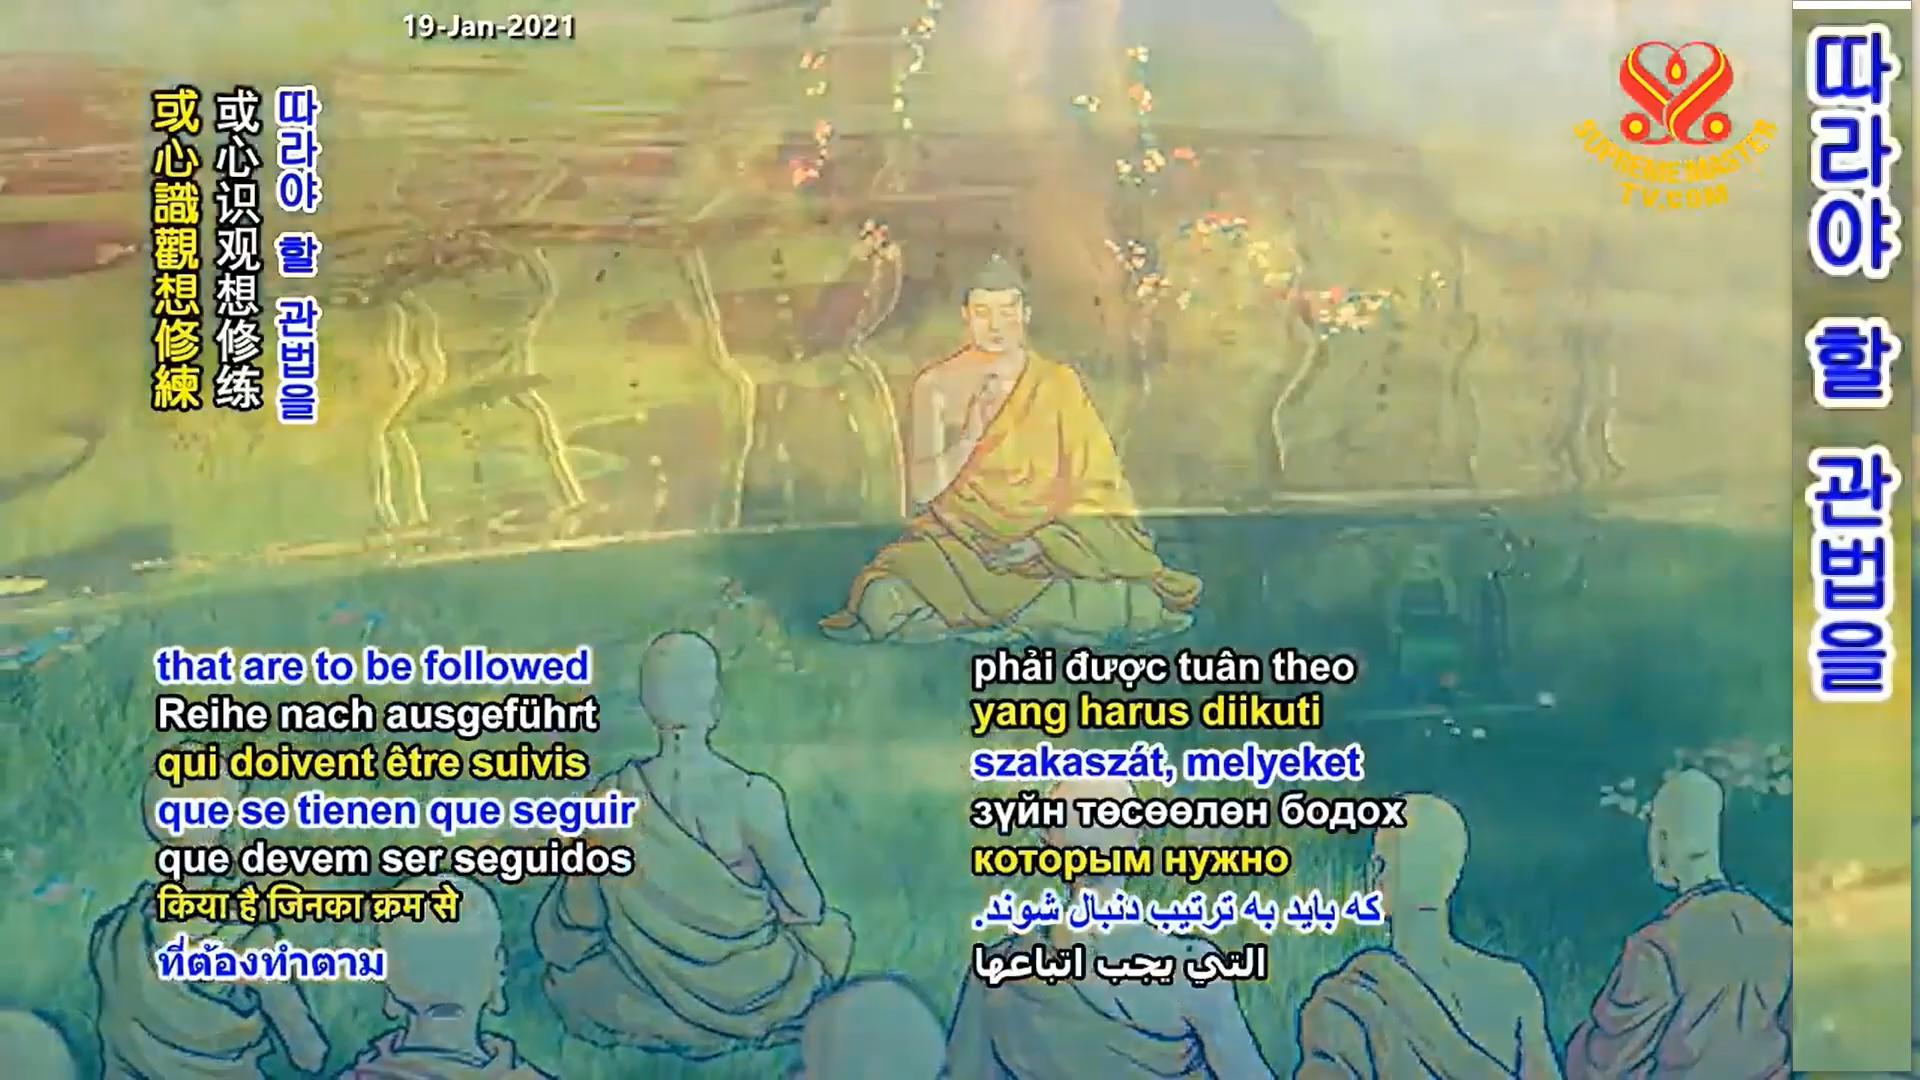 19-Jan-2021
SUPREME MASTER
TV.COM
따라야 할 관법을
따라야 할 관법을
或心识观想修练
或心識觀想修練
that are to be followed
Reihe nach ausgeführt
qui doivent être suivis
que se tienen que seguir
que devem ser seguidos
किया है जिनका क्रम से
ที่ต้องทำตาม
phải được tuân theo
yang harus diikuti
szakaszát, melyeket
зүйн төсөөлөн бодох
которым нужно
که باید به ترتیب دنبال شوند.
التي يجب اتباعها